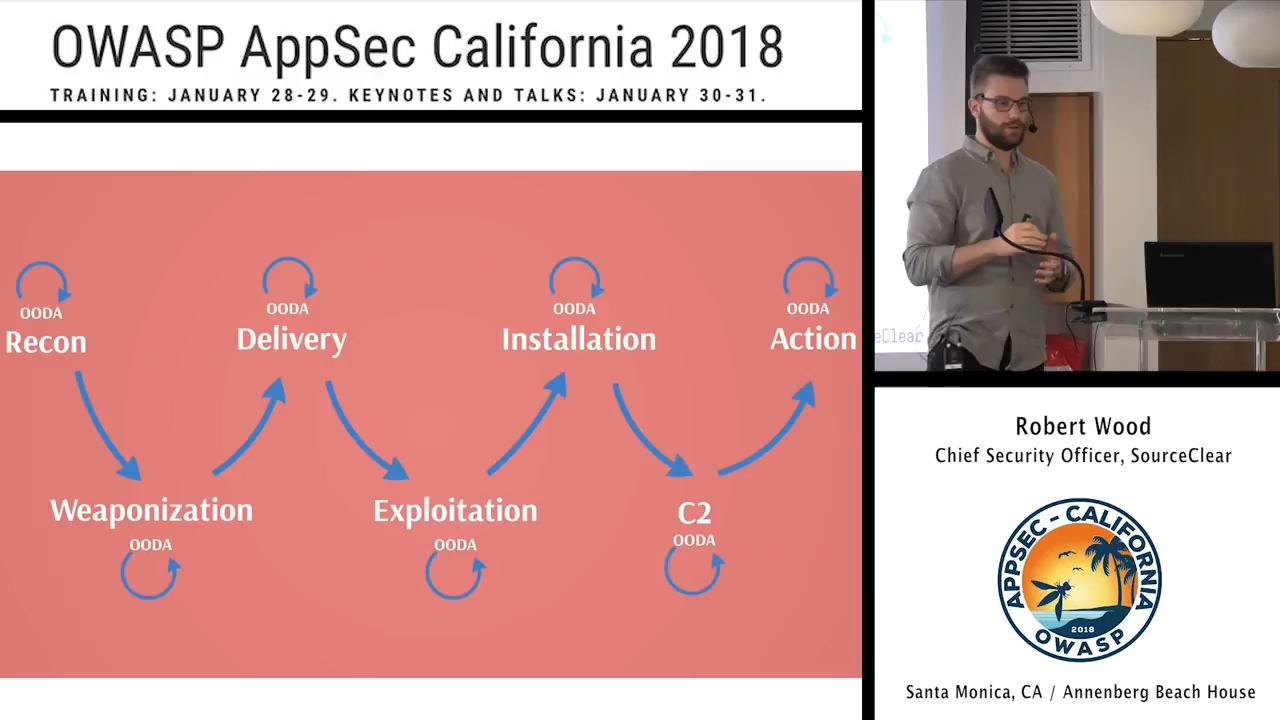 OWASP AppSec California 2018
TRAINING: JANUARY 28-29. KEYNOTES AND TALKS: JANUARY 30-31.
OODA
Recon
OODA
Delivery
OODA
Installation
OODA
Action
Weaponization
OODA
Exploitation
OODA
C2
OODA
eClear
Robert Wood
Chief Security Officer, SourceClear
APPSEC - CALIFORNIA
2018
OWASP
Santa Monica, CA / Annenberg Beach House